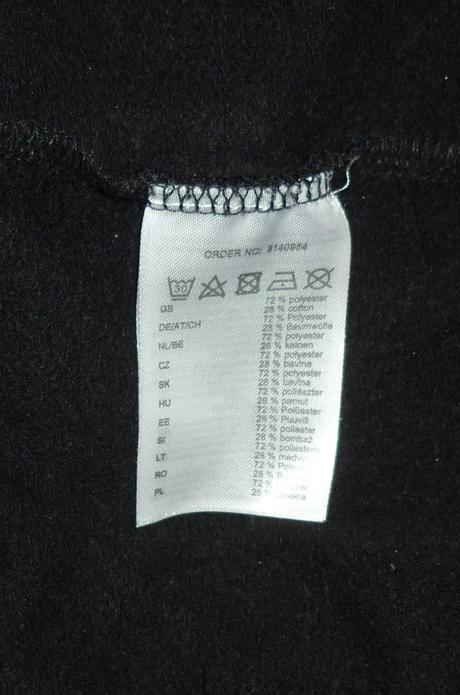 ORDER NO: 8140954
30
GB
72 % polyester
28 % cotton
DE/AT/CH
72 % Polyester
28 % Baumwolle
NL/BE
72 % polyester
28 % katoen
CZ
72 % polyester
28 % bavlna
SK
72 % polyester
28 % bavlna
HU
72 % poliészter
28 % pamut
EE
72 % Polüester
28 % Puuvill
SI
72 % poliester
28 % bombaž
LT
72 %
28 %
RO
72 %
28 %
PL
72 %